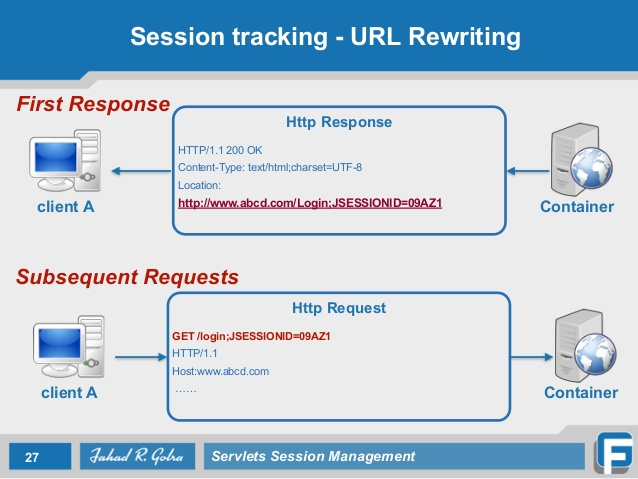 Session tracking - URL Rewriting
First Response
Http Response
HTTP/1.1 200 OK
Content-Type: text/html;charset=UTF-8
Location:
http://www.abcd.com/Login;JSESSIONID=09AZ1
client A
Container
Subsequent Requests
Http Request
GET /login;JSESSIONID=09AZ1
HTTP/1.1
Host:www.abcd.com
……
client A
Container
27
Fahad R. Golra
Servlets Session Management
F